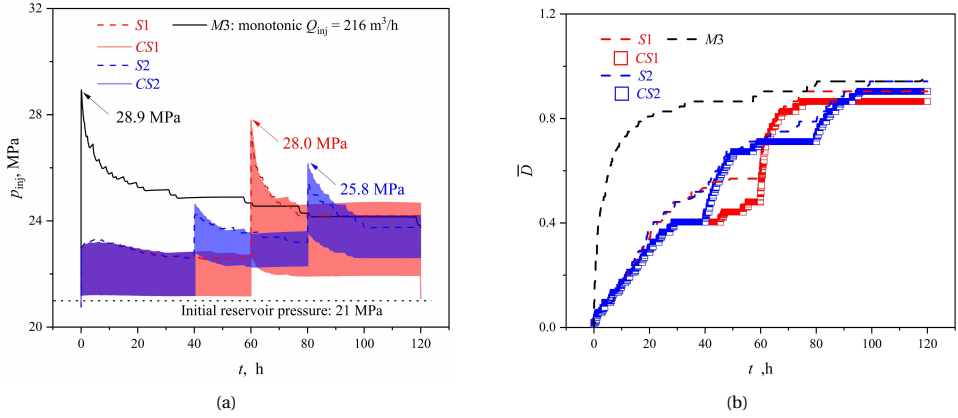 (a)
S1
M3: monotonic Qinj = 216 m³/h
CS1
S2
CS2
32
28
24
20
pinj, MPa
28.9 MPa
28.0 MPa
25.8 MPa
Initial reservoir pressure: 21 MPa
0 20 40 60 80 100 120
t, h
(a)
(b)
S1
M3
CS1
S2
CS2
1.2
0.8
0.4
0.0
D̅
0 20 40 60 80 100 120
t ,h
(b)